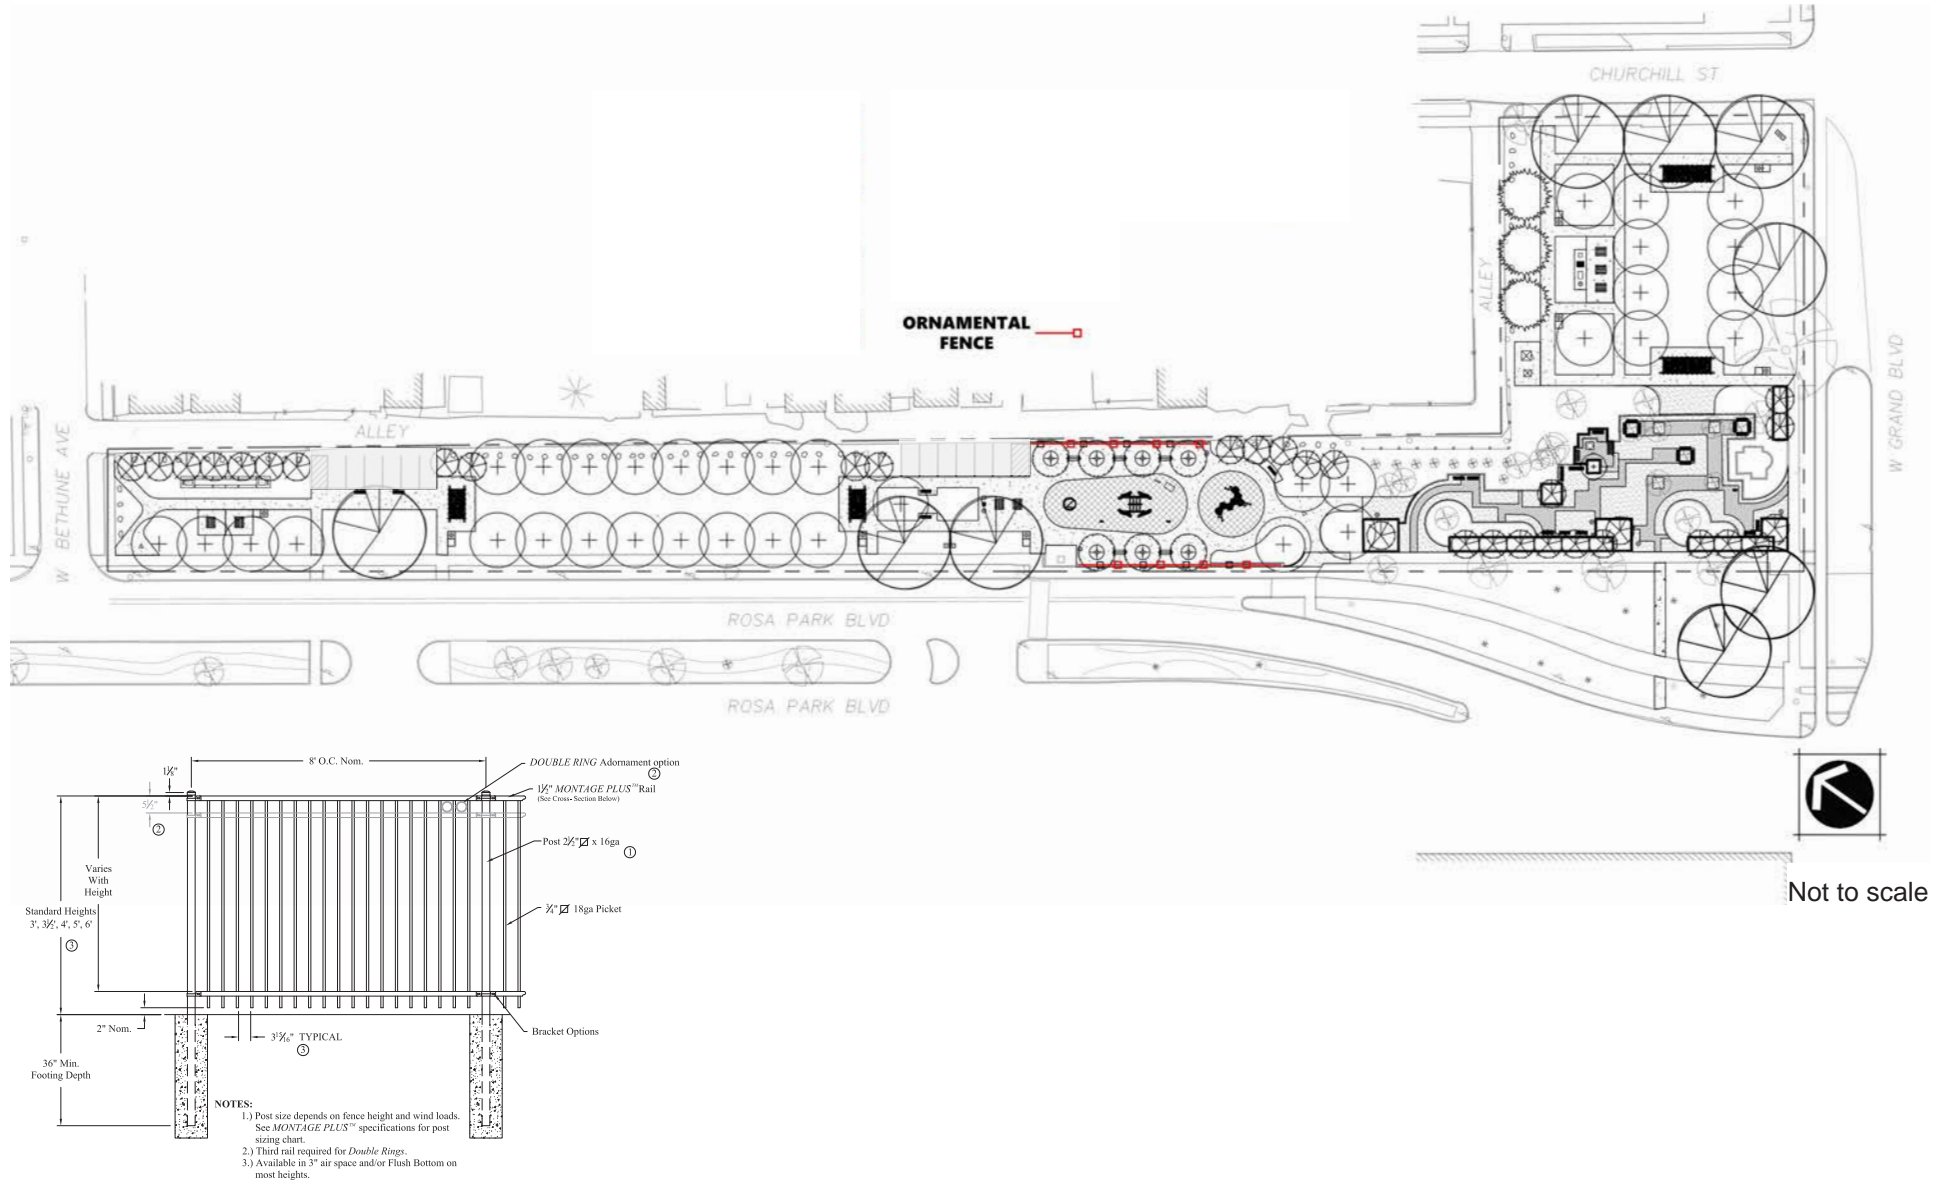 CHURCHILL ST
ALLEY
W GRAND BLVD
ORNAMENTAL
FENCE
W BETHUNE AVE
ALLEY
ROSA PARK BLVD
ROSA PARK BLVD
Not to scale
8' O.C. Nom.
1⅛"
5½"
②
DOUBLE RING Adornament option
②
1½" MONTAGE PLUS™ Rail
(See Cross-Section Below)
Post 2½" x 16ga
①
Varies
With
Height
Standard Heights
3', 3½', 4', 5', 6'
③
¾" 18ga Picket
2" Nom.
3 15/16" TYPICAL
③
Bracket Options
36" Min.
Footing Depth
NOTES:
1.) Post size depends on fence height and wind loads.
See MONTAGE PLUS™ specifications for post
sizing chart.
2.) Third rail required for Double Rings.
3.) Available in 3" air space and/or Flush Bottom on
most heights.